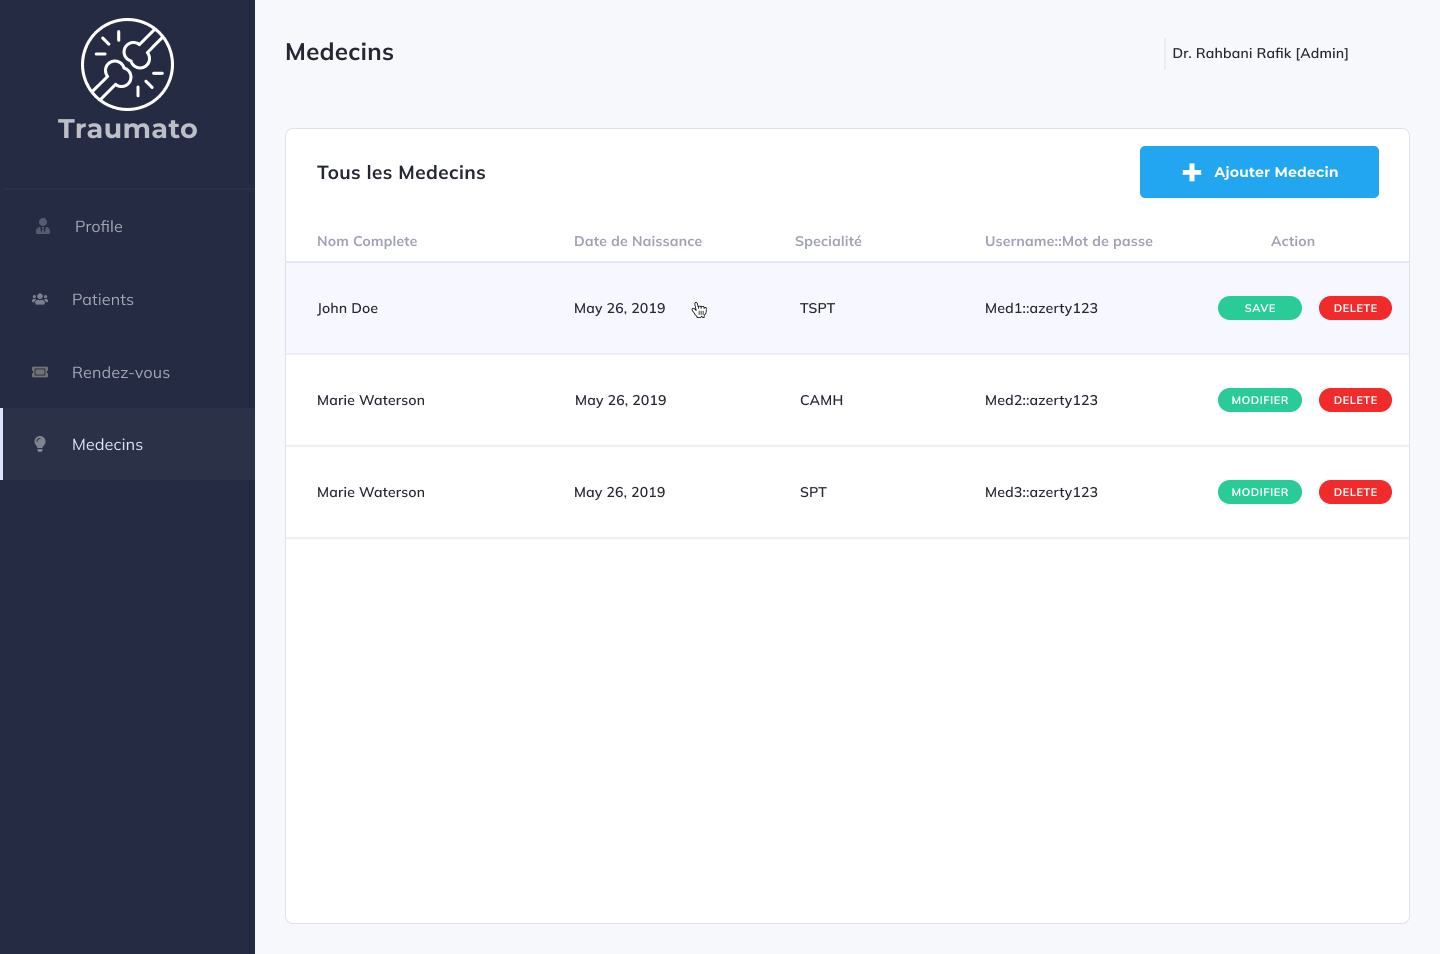 Traumato
Profile
Patients
Rendez-vous
Medecins
Medecins
Dr. Rahbani Rafik [Admin]
Tous les Medecins
Ajouter Medecin
Nom Complete Date de Naissance Specialité Username::Mot de passe Action
John Doe May 26, 2019 TSPT Med1::azerty123 SAVE DELETE
Marie Waterson May 26, 2019 CAMH Med2::azerty123 MODIFIER DELETE
Marie Waterson May 26, 2019 SPT Med3::azerty123 MODIFIER DELETE